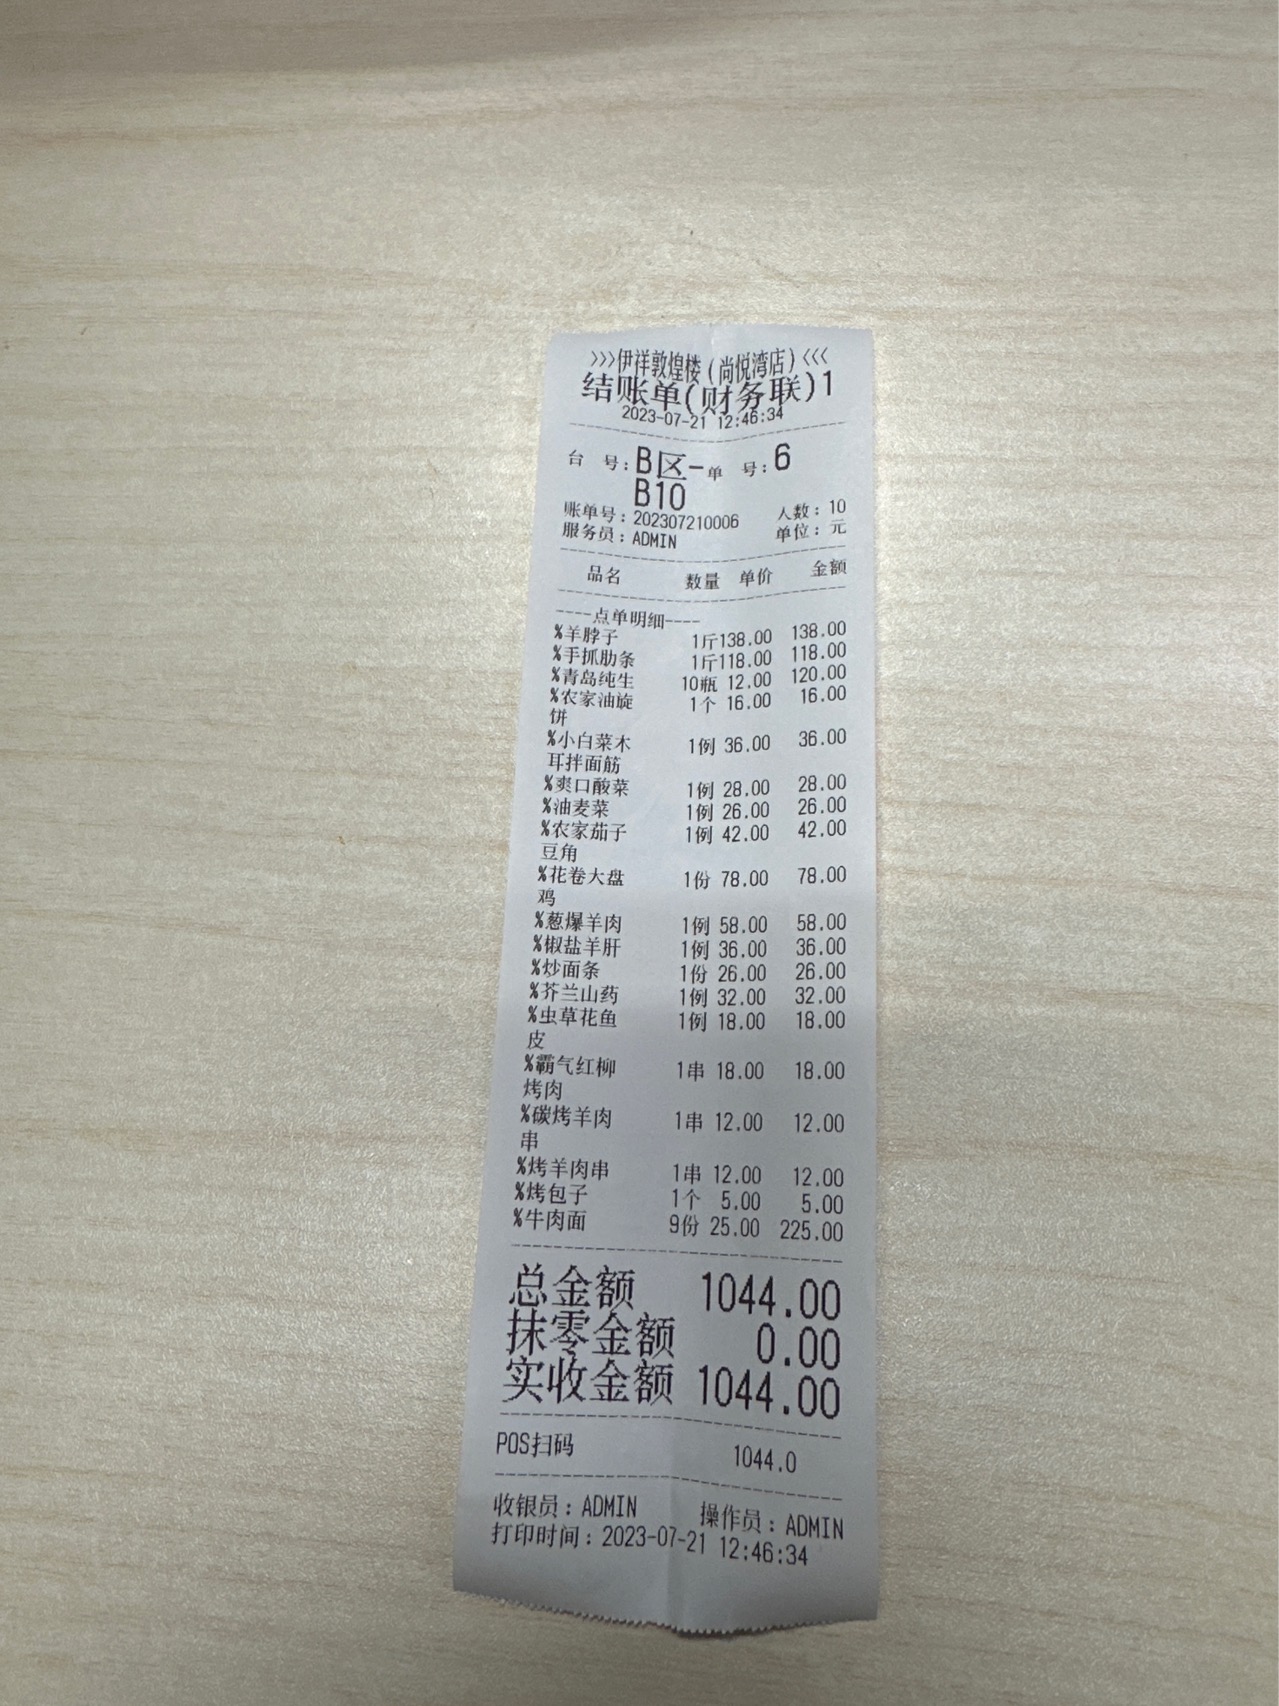 >>>伊祥敦煌楼(尚悦湾店)<<<
结账单(财务联)1
2023-07-21 12:46:34
台 号:B区- 单 号:6
B10
账单号:202307210006 人数:10
服务员:ADMIN 单位:元
品名 数量 单价 金额
----点单明细----
%羊脖子 1斤138.00 138.00
%手抓肋条 1斤118.00 118.00
%青岛纯生 10瓶 12.00 120.00
%农家油旋 1个 16.00 16.00
饼
%小白菜木 1例 36.00 36.00
耳拌面筋
%爽口酸菜 1例 28.00 28.00
%油麦菜 1例 26.00 26.00
%农家茄子 1例 42.00 42.00
豆角
%花卷大盘 1份 78.00 78.00
鸡
%葱爆羊肉 1例 58.00 58.00
%椒盐羊肝 1例 36.00 36.00
%炒面条 1份 26.00 26.00
%芥兰山药 1例 32.00 32.00
%虫草花鱼 1例 18.00 18.00
皮
%霸气红柳 1串 18.00 18.00
烤肉
%碳烤羊肉 1串 12.00 12.00
串
%烤羊肉串 1串 12.00 12.00
%烤包子 1个 5.00 5.00
%牛肉面 9份 25.00 225.00
总金额 1044.00
抹零金额 0.00
实收金额 1044.00
POS扫码 1044.0
收银员:ADMIN 操作员:ADMIN
打印时间:2023-07-21 12:46:34